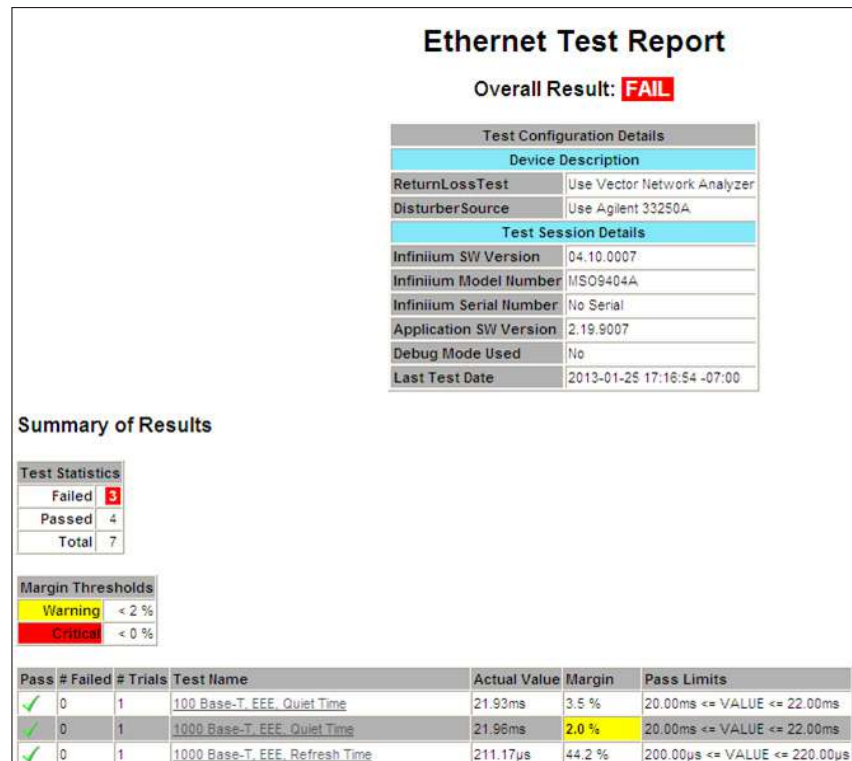 Ethernet Test Report
Overall Result: FAIL
Test Configuration Details
Device Description
ReturnLossTest Use Vector Network Analyzer
DisturberSource Use Agilent 33250A
Test Session Details
Infiniium SW Version 04.10.0007
Infiniium Model Number MSO9404A
Infiniium Serial Number No Serial
Application SW Version 2.19.9007
Debug Mode Used No
Last Test Date 2013-01-25 17:16:54 -07:00
Summary of Results
Test Statistics
Failed 3
Passed 4
Total 7
Margin Thresholds
Warning < 2 %
Critical < 0 %
Pass # Failed # Trials Test Name Actual Value Margin Pass Limits
0 1 100 Base-T, EEE, Quiet Time 21.93ms 3.5 % 20.00ms <= VALUE <= 22.00ms
0 1 1000 Base-T, EEE, Quiet Time 21.96ms 2.0 % 20.00ms <= VALUE <= 22.00ms
0 1 1000 Base-T, EEE, Refresh Time 211.17µs 44.2 % 200.00µs <= VALUE <= 220.00µs